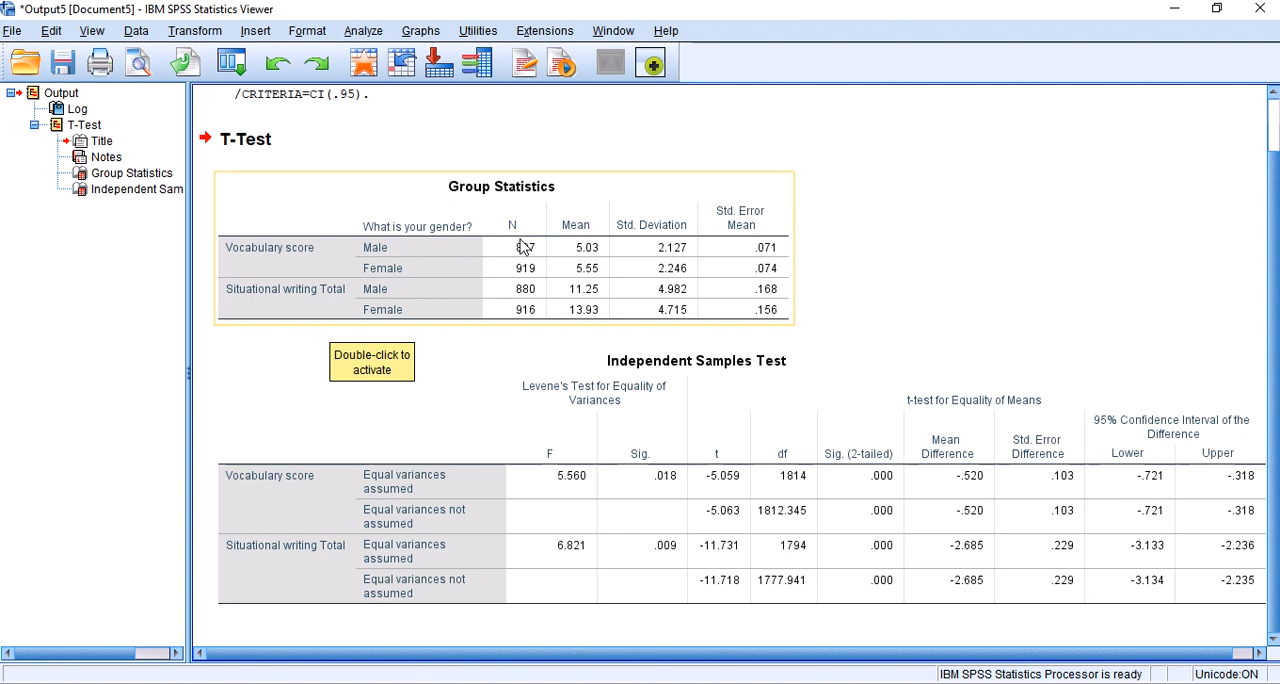 *Output5 [Document5] - IBM SPSS Statistics Viewer
File Edit View Data Transform Insert Format Analyze Graphs Utilities Extensions Window Help
Output
Log
T-Test
Title
Notes
Group Statistics
Independent Sam
/CRITERIA=CI(.95).
T-Test
Group Statistics
What is your gender? N Mean Std. Deviation Std. Error Mean
Vocabulary score Male 5.03 2.127 .071
Female 919 5.55 2.246 .074
Situational writing Total Male 880 11.25 4.982 .168
Female 916 13.93 4.715 .156
Double-click to
activate
Independent Samples Test
Levene's Test for Equality of
Variances
t-test for Equality of Means
95% Confidence Interval of the
Difference
F Sig. t df Sig. (2-tailed) Mean Difference Std. Error Difference Lower Upper
Vocabulary score Equal variances assumed 5.560 .018 -5.059 1814 .000 -.520 .103 -.721 -.318
Equal variances not assumed -5.063 1812.345 .000 -.520 .103 -.721 -.318
Situational writing Total Equal variances assumed 6.821 .009 -11.731 1794 .000 -2.685 .229 -3.133 -2.236
Equal variances not assumed -11.718 1777.941 .000 -2.685 .229 -3.134 -2.235
IBM SPSS Statistics Processor is ready
Unicode:ON